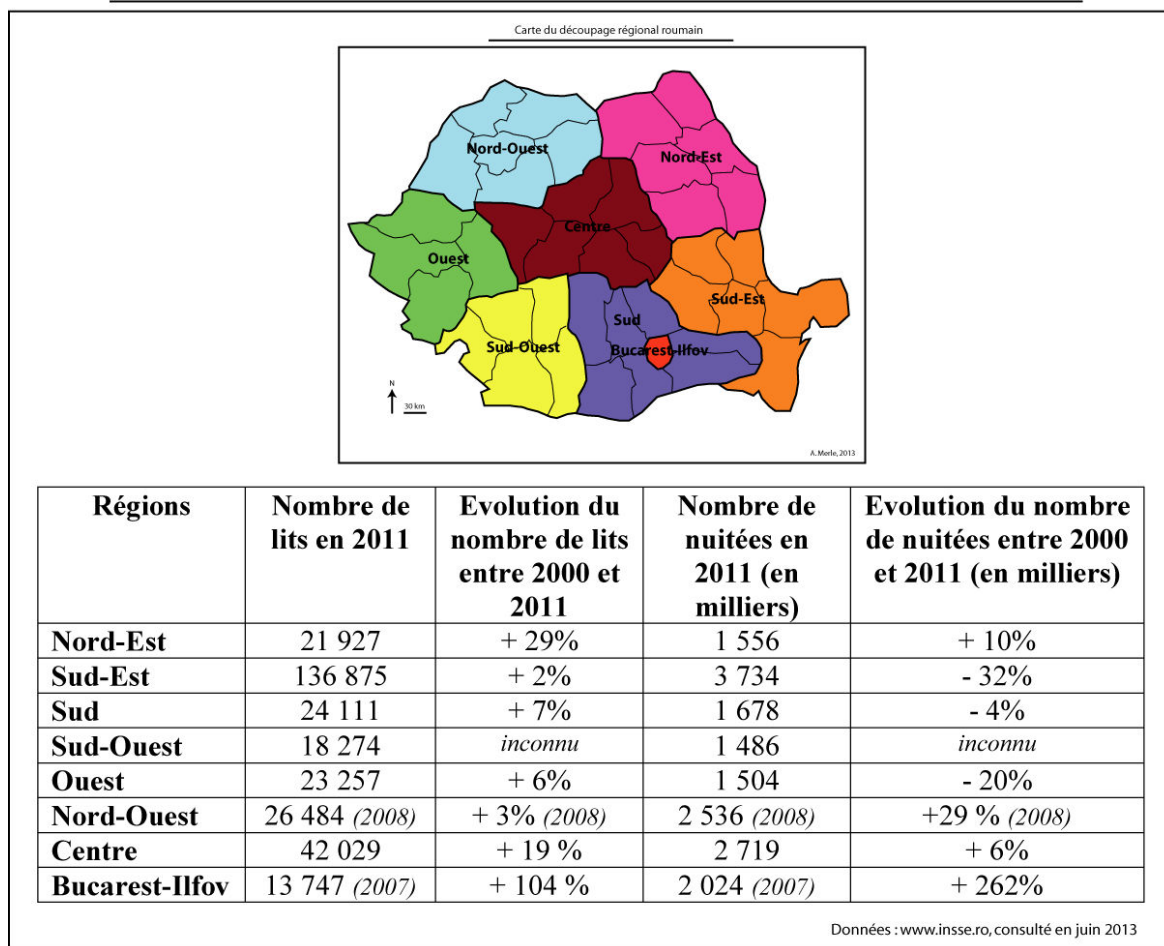 Carte du découpage régional roumain
Nord-Ouest
Nord-Est
Centre
Ouest
Sud-Est
Sud
Sud-Ouest
Bucarest-Ilfov
N
30 km
A. Merle, 2013
Régions Nombre de lits en 2011 Evolution du nombre de lits entre 2000 et 2011 Nombre de nuitées en 2011 (en milliers) Evolution du nombre de nuitées entre 2000 et 2011 (en milliers)
Nord-Est 21 927 + 29% 1 556 + 10%
Sud-Est 136 875 + 2% 3 734 - 32%
Sud 24 111 + 7% 1 678 - 4%
Sud-Ouest 18 274 inconnu 1 486 inconnu
Ouest 23 257 + 6% 1 504 - 20%
Nord-Ouest 26 484 (2008) + 3% (2008) 2 536 (2008) +29 % (2008)
Centre 42 029 + 19 % 2 719 + 6%
Bucarest-Ilfov 13 747 (2007) + 104 % 2 024 (2007) + 262%
Données : www.insse.ro, consulté en juin 2013